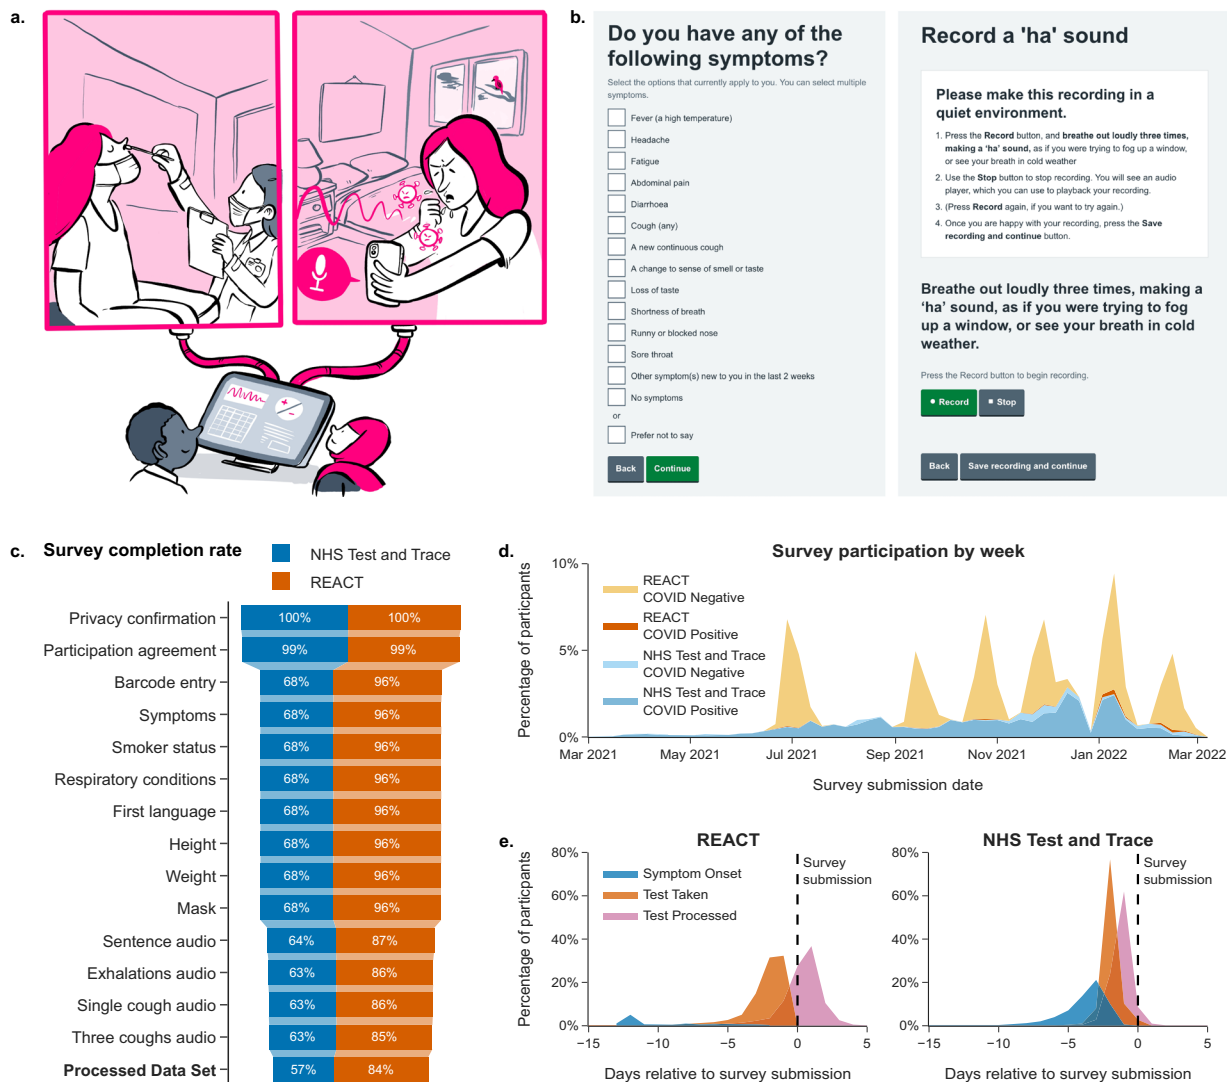 a.
b.
Do you have any of the
following symptoms?
Select the options that currently apply to you. You can select multiple
symptoms.
Fever (a high temperature)
Headache
Fatigue
Abdominal pain
Diarrhoea
Cough (any)
A new continuous cough
A change to sense of smell or taste
Loss of taste
Shortness of breath
Runny or blocked nose
Sore throat
Other symptom(s) new to you in the last 2 weeks
No symptoms
or
Prefer not to say
Back
Continue
Record a 'ha' sound
Please make this recording in a
quiet environment.
1. Press the Record button, and breathe out loudly three times,
making a 'ha' sound, as if you were trying to fog up a window,
or see your breath in cold weather
2. Use the Stop button to stop recording. You will see an audio
player, which you can use to playback your recording.
3. (Press Record again, if you want to try again.)
4. Once you are happy with your recording, press the Save
recording and continue button.
Breathe out loudly three times, making a
‘ha’ sound, as if you were trying to fog
up a window, or see your breath in cold
weather.
Press the Record button to begin recording.
Record
Stop
Back
Save recording and continue
c.
Survey completion rate
NHS Test and Trace
REACT
Privacy confirmation 100% 100%
Participation agreement 99% 99%
Barcode entry 68% 96%
Symptoms 68% 96%
Smoker status 68% 96%
Respiratory conditions 68% 96%
First language 68% 96%
Height 68% 96%
Weight 68% 96%
Mask 68% 96%
Sentence audio 64% 87%
Exhalations audio 63% 86%
Single cough audio 63% 86%
Three coughs audio 63% 85%
Processed Data Set 57% 84%
d.
Survey participation by week
Percentage of particpants
10%
5%
0%
REACT
COVID Negative
REACT
COVID Positive
NHS Test and Trace
COVID Negative
NHS Test and Trace
COVID Positive
Mar 2021 May 2021 Jul 2021 Sep 2021 Nov 2021 Jan 2022 Mar 2022
Survey submission date
e.
REACT
Percentage of particpants
80%
60%
40%
20%
0%
Symptom Onset
Test Taken
Test Processed
Survey
submission
−15 −10 −5 0 5
Days relative to survey submission
NHS Test and Trace
80%
60%
40%
20%
0%
Survey
submission
−15 −10 −5 0 5
Days relative to survey submission